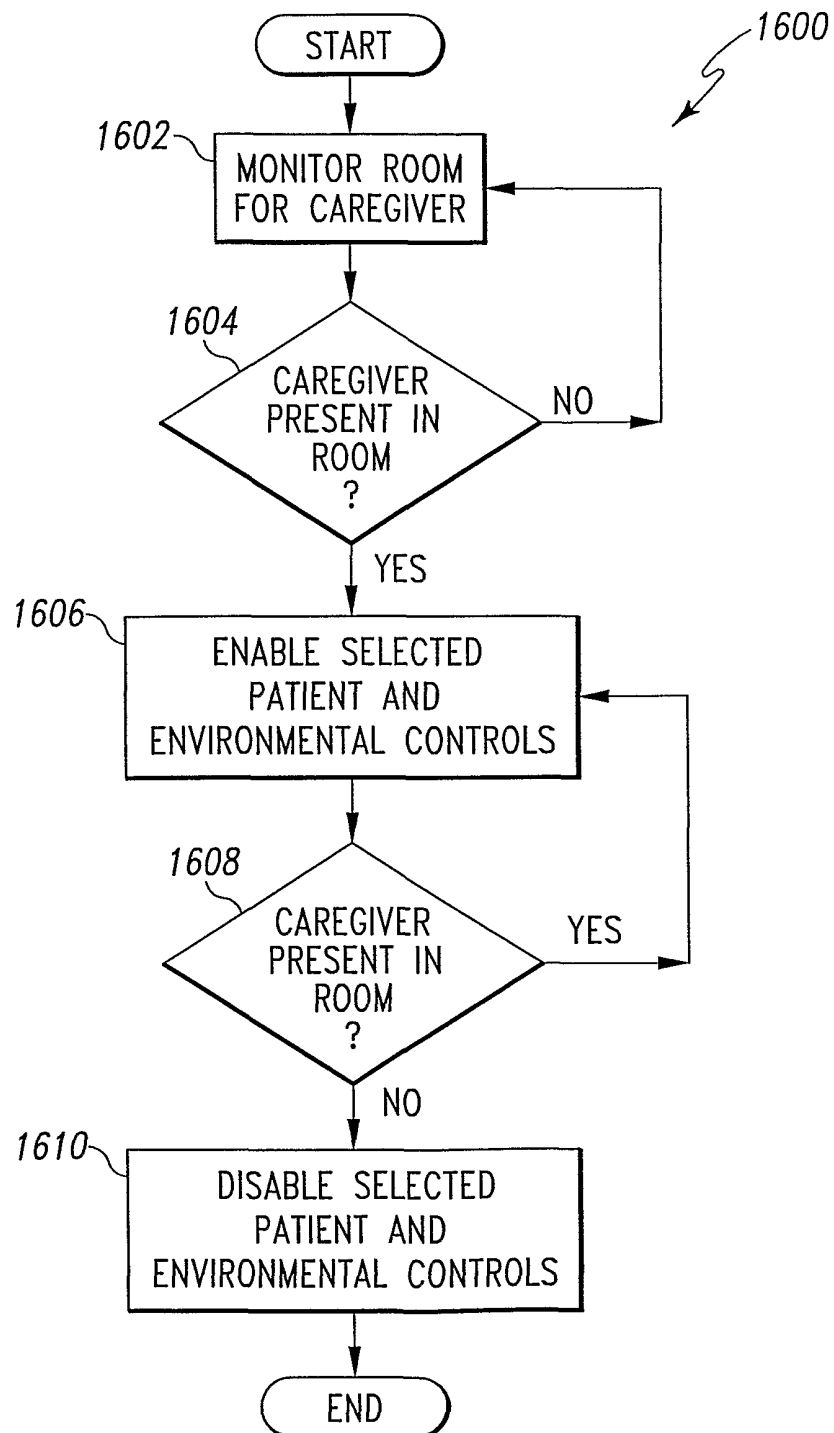 START
1600
1602
MONITOR ROOM
FOR CAREGIVER
1604
CAREGIVER
PRESENT IN
ROOM
?
NO
YES
1606
ENABLE SELECTED
PATIENT AND
ENVIRONMENTAL CONTROLS
1608
CAREGIVER
PRESENT IN
ROOM
?
YES
NO
1610
DISABLE SELECTED
PATIENT AND
ENVIRONMENTAL CONTROLS
END